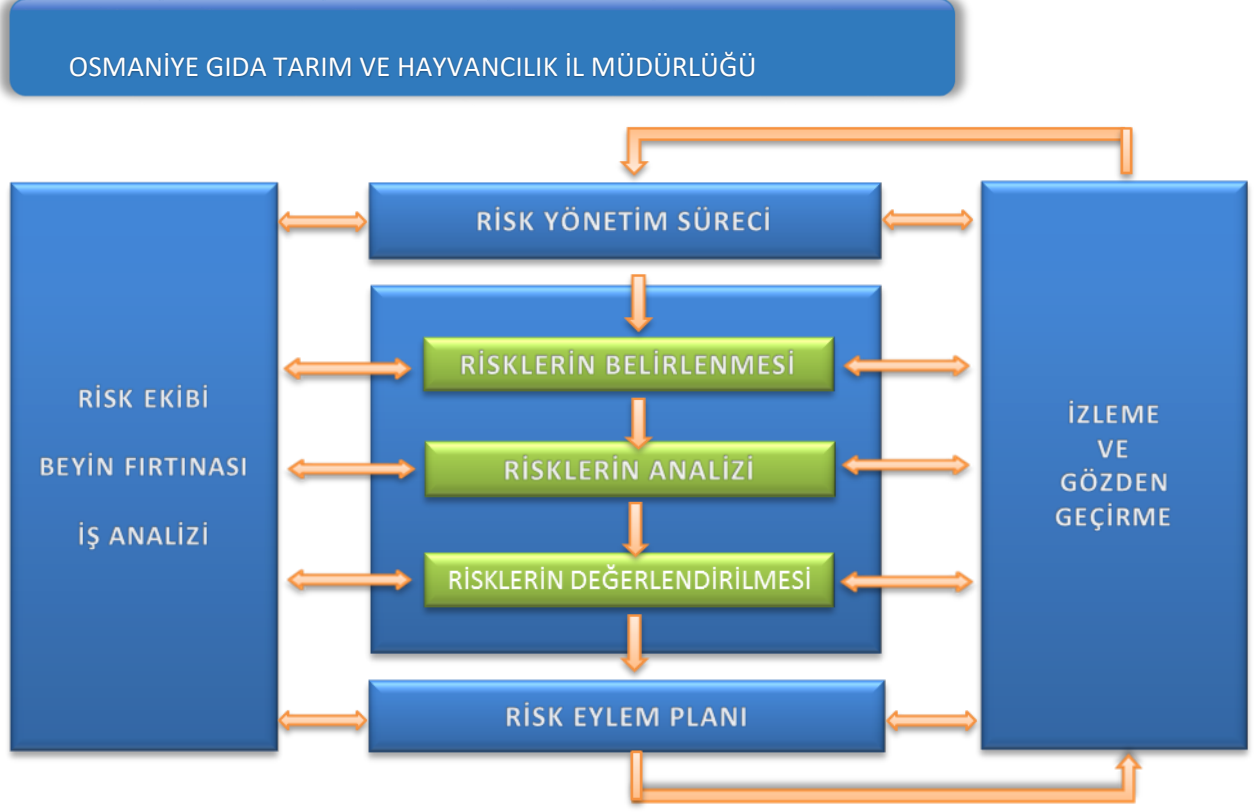 OSMANİYE GIDA TARIM VE HAYVANCILIK İL MÜDÜRLÜĞÜ
RİSK EKİBİ
BEYİN FIRTINASI
İŞ ANALİZİ
RİSK YÖNETİM SÜRECİ
RİSKLERİN BELİRLENMESİ
RİSKLERİN ANALİZİ
RİSKLERİN DEĞERLENDİRİLMESİ
RİSK EYLEM PLANI
İZLEME
VE
GÖZDEN
GEÇİRME